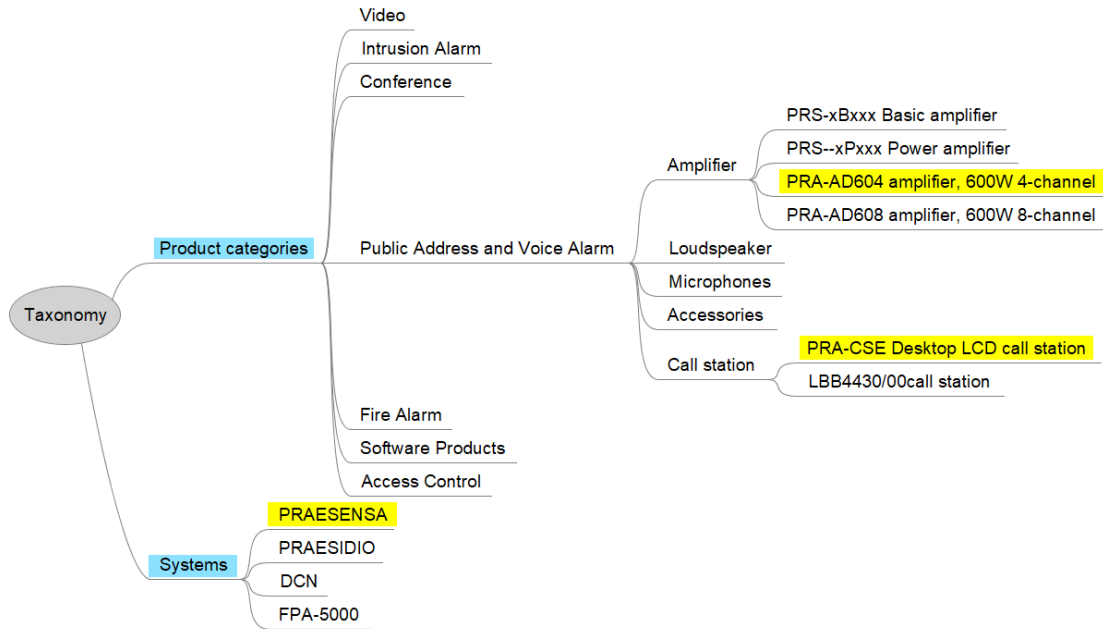 Video
Intrusion Alarm
Conference
PRS-xBxxx Basic amplifier
PRS--xPxxx Power amplifier
Amplifier
PRA-AD604 amplifier, 600W 4-channel
PRA-AD608 amplifier, 600W 8-channel
Product categories
Public Address and Voice Alarm
Loudspeaker
Microphones
Taxonomy
Accessories
PRA-CSE Desktop LCD call station
Call station
LBB4430/00call station
Fire Alarm
Software Products
Access Control
PRAESENSA
PRAESIDIO
Systems
DCN
FPA-5000